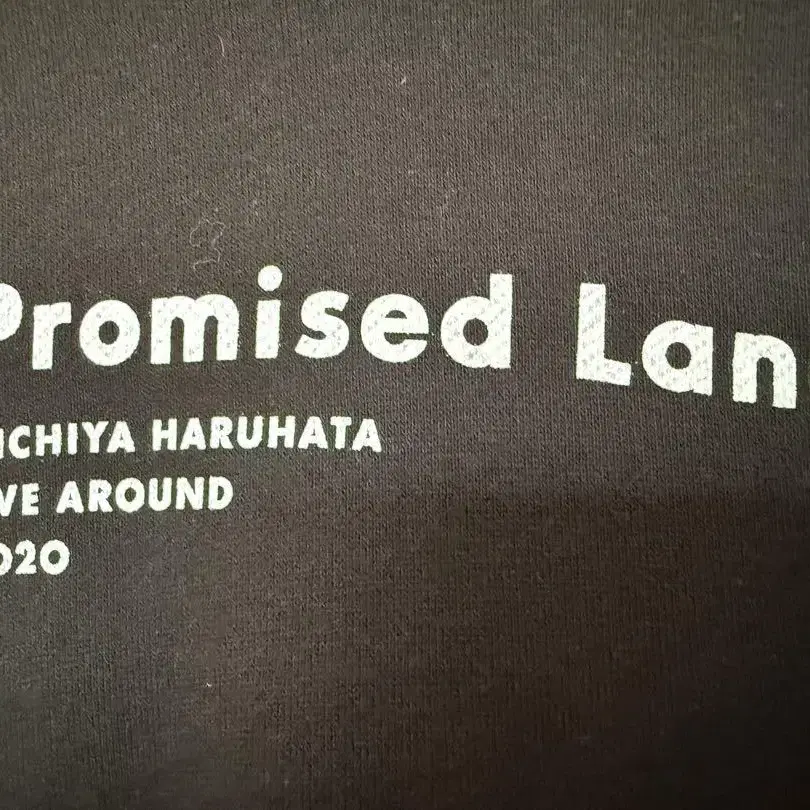 Promised Lan
ICHIYA HARUHATA
VE AROUND
020